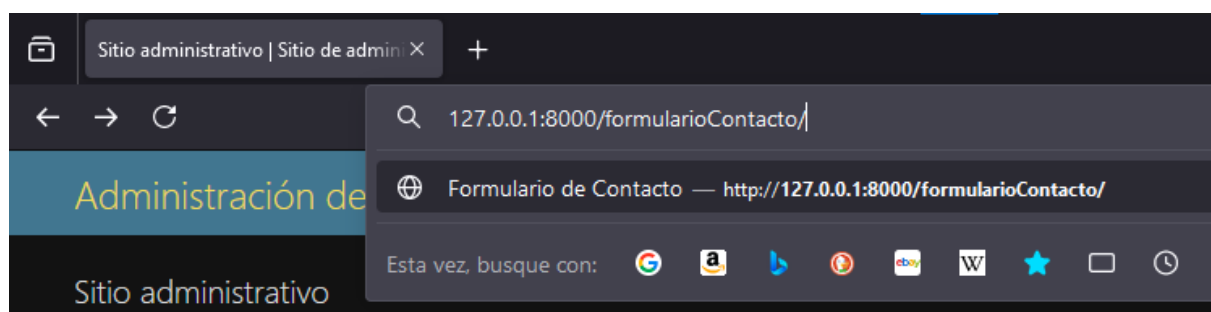 Sitio administrativo | Sitio de admini
127.0.0.1:8000/formularioContacto/
Administración de
Formulario de Contacto — http://127.0.0.1:8000/formularioContacto/
Esta vez, busque con: a b ebay W
Sitio administrativo